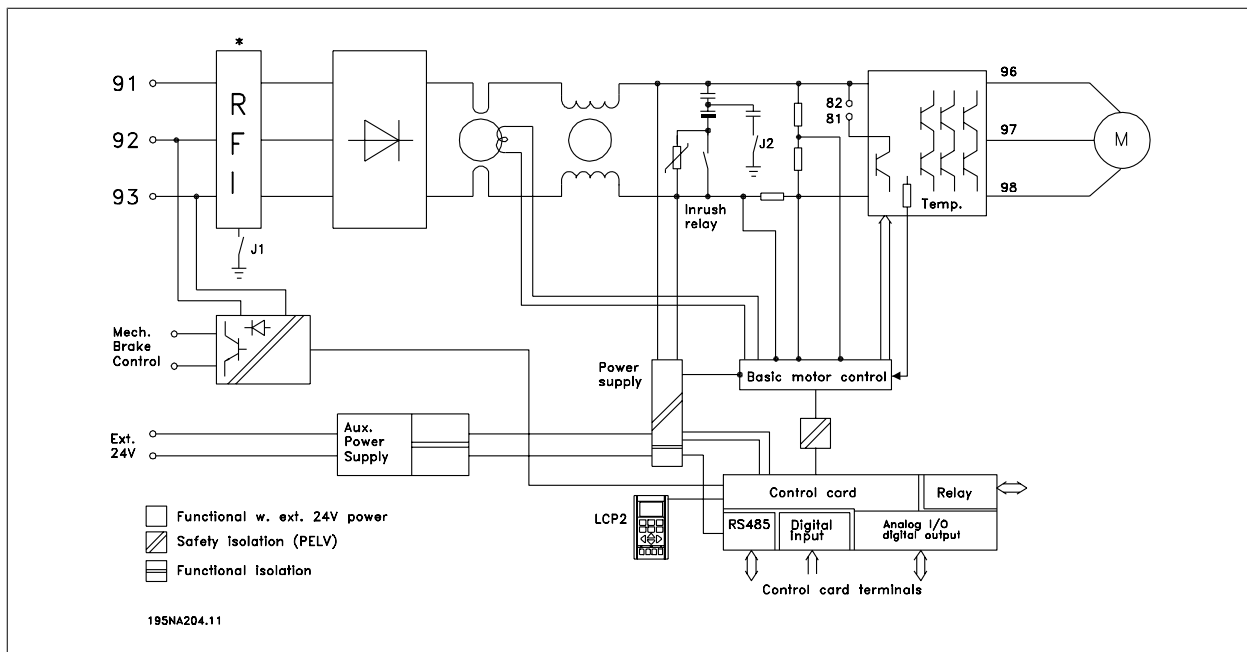 *
91
92
93
R
F
I
J1
82
81
J2
Inrush
relay
Temp.
96
97
98
M
Mech.
Brake
Control
Power
supply
Basic motor control
Ext.
24V
Aux.
Power
Supply
Control card
Relay
LCP2
RS485
Digital
Input
Analog I/O
digital output
Control card terminals
Functional w. ext. 24V power
Safety isolation (PELV)
Functional isolation
195NA204.11